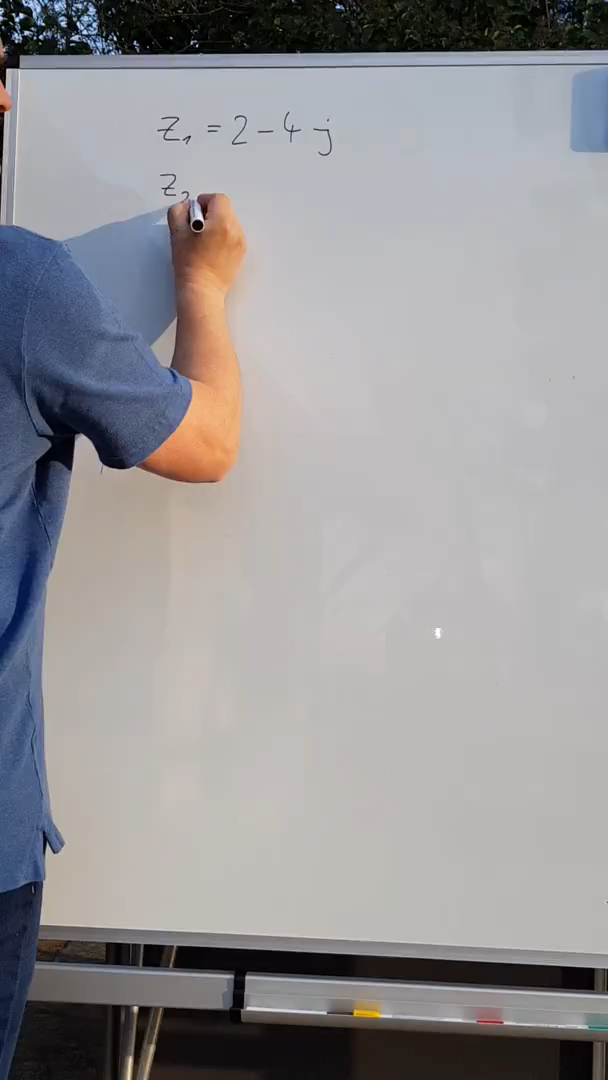 z₁ = 2 - 4 j
z₂